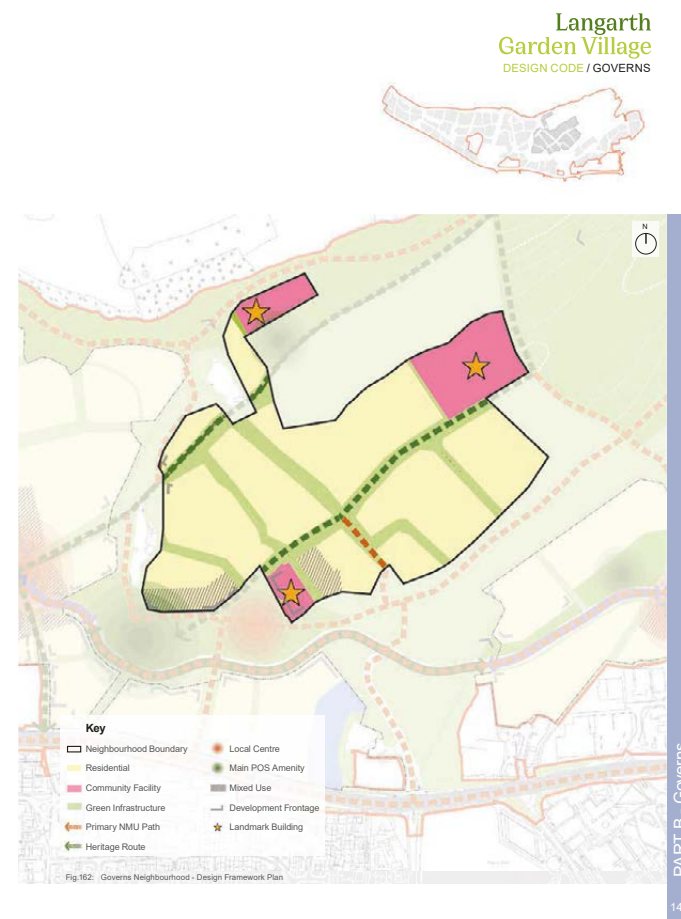 Langarth
Garden Village
DESIGN CODE / GOVERNS
N
Key
Neighbourhood Boundary
Residential
Community Facility
Green Infrastructure
Primary NMU Path
Heritage Route
Local Centre
Main POS Amenity
Mixed Use
Development Frontage
Landmark Building
Fig.162: Governs Neighbourhood - Design Framework Plan
PART B Governs
14